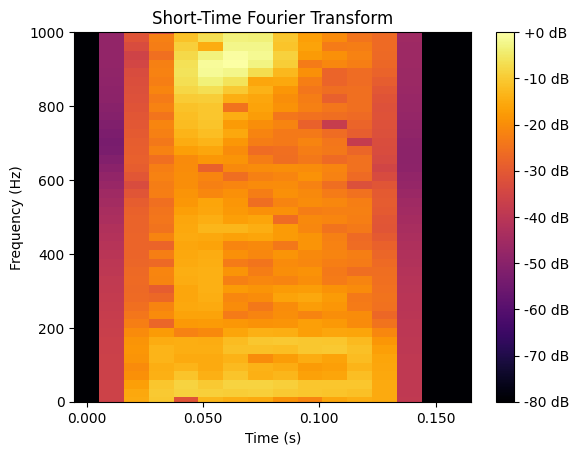 Short-Time Fourier Transform
1000
800
600
400
200
0
Frequency (Hz)
0.000
0.050
0.100
0.150
Time (s)
+0 dB
-10 dB
-20 dB
-30 dB
-40 dB
-50 dB
-60 dB
-70 dB
-80 dB